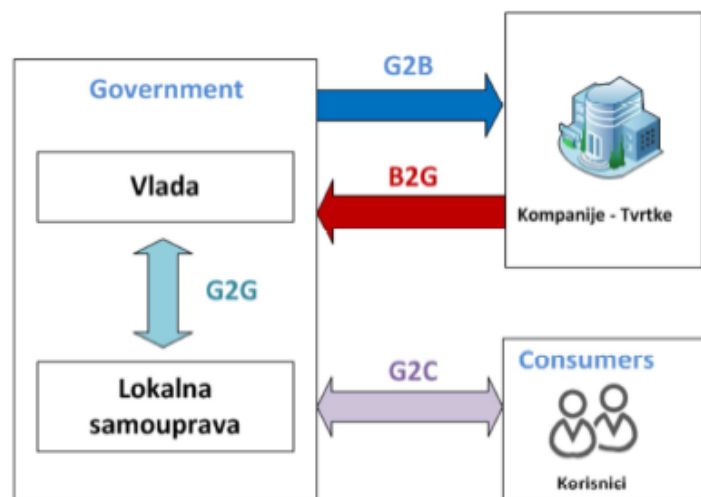 Government
Vlada
G2G
Lokalna
samouprava
G2B
B2G
G2C
Kompanije - Tvrtke
Consumers
Korisnici